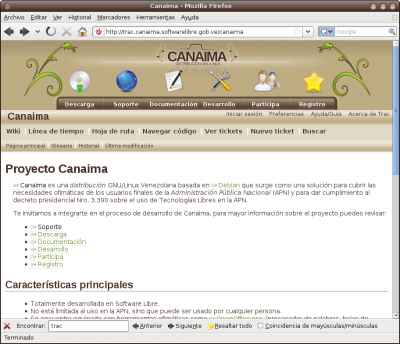 Canaima - Mozilla Firefox
Archivo Editar Ver Historial Marcadores Herramientas Ayuda
http://trac.canaima.softwarelibre.gob.ve/canaima
Google
CANAIMA
DISTRIBUCIÓN GNU/LINUX
Descarga Soporte Documentación Desarrollo Participa Registro
Canaima
Iniciar sesión Preferencias Ayuda/Guía Acerca de Trac
Wiki Línea de tiempo Hoja de ruta Navegar código Ver tickets Nuevo ticket Buscar
Página principal Glosario Historial Última modificación
Proyecto Canaima
Canaima es una distribución GNU/Linux Venezolana basada en Debian que surge como una solución para cubrir las
necesidades ofimáticas de los usuarios finales de la Administración Pública Nacional (APN) y para dar cumplimiento al
decreto presidencial Nro. 3.390 sobre el uso de Tecnologías Libres en la APN.
Te invitamos a integrarte en el proceso de desarrollo de Canaima, para mayor información sobre el proyecto puedes revisar:
Soporte
Descarga
Documentación
Desarrollo
Participa
Registro
Características principales
Totalmente desarrollada en Software Libre.
No está limitada al uso en la APN, sino que puede ser usado por cualquier persona.
Encontrar: trac Anterior Siguiente Resaltar todo Coincidencia de mayúsculas/minúsculas
Terminado